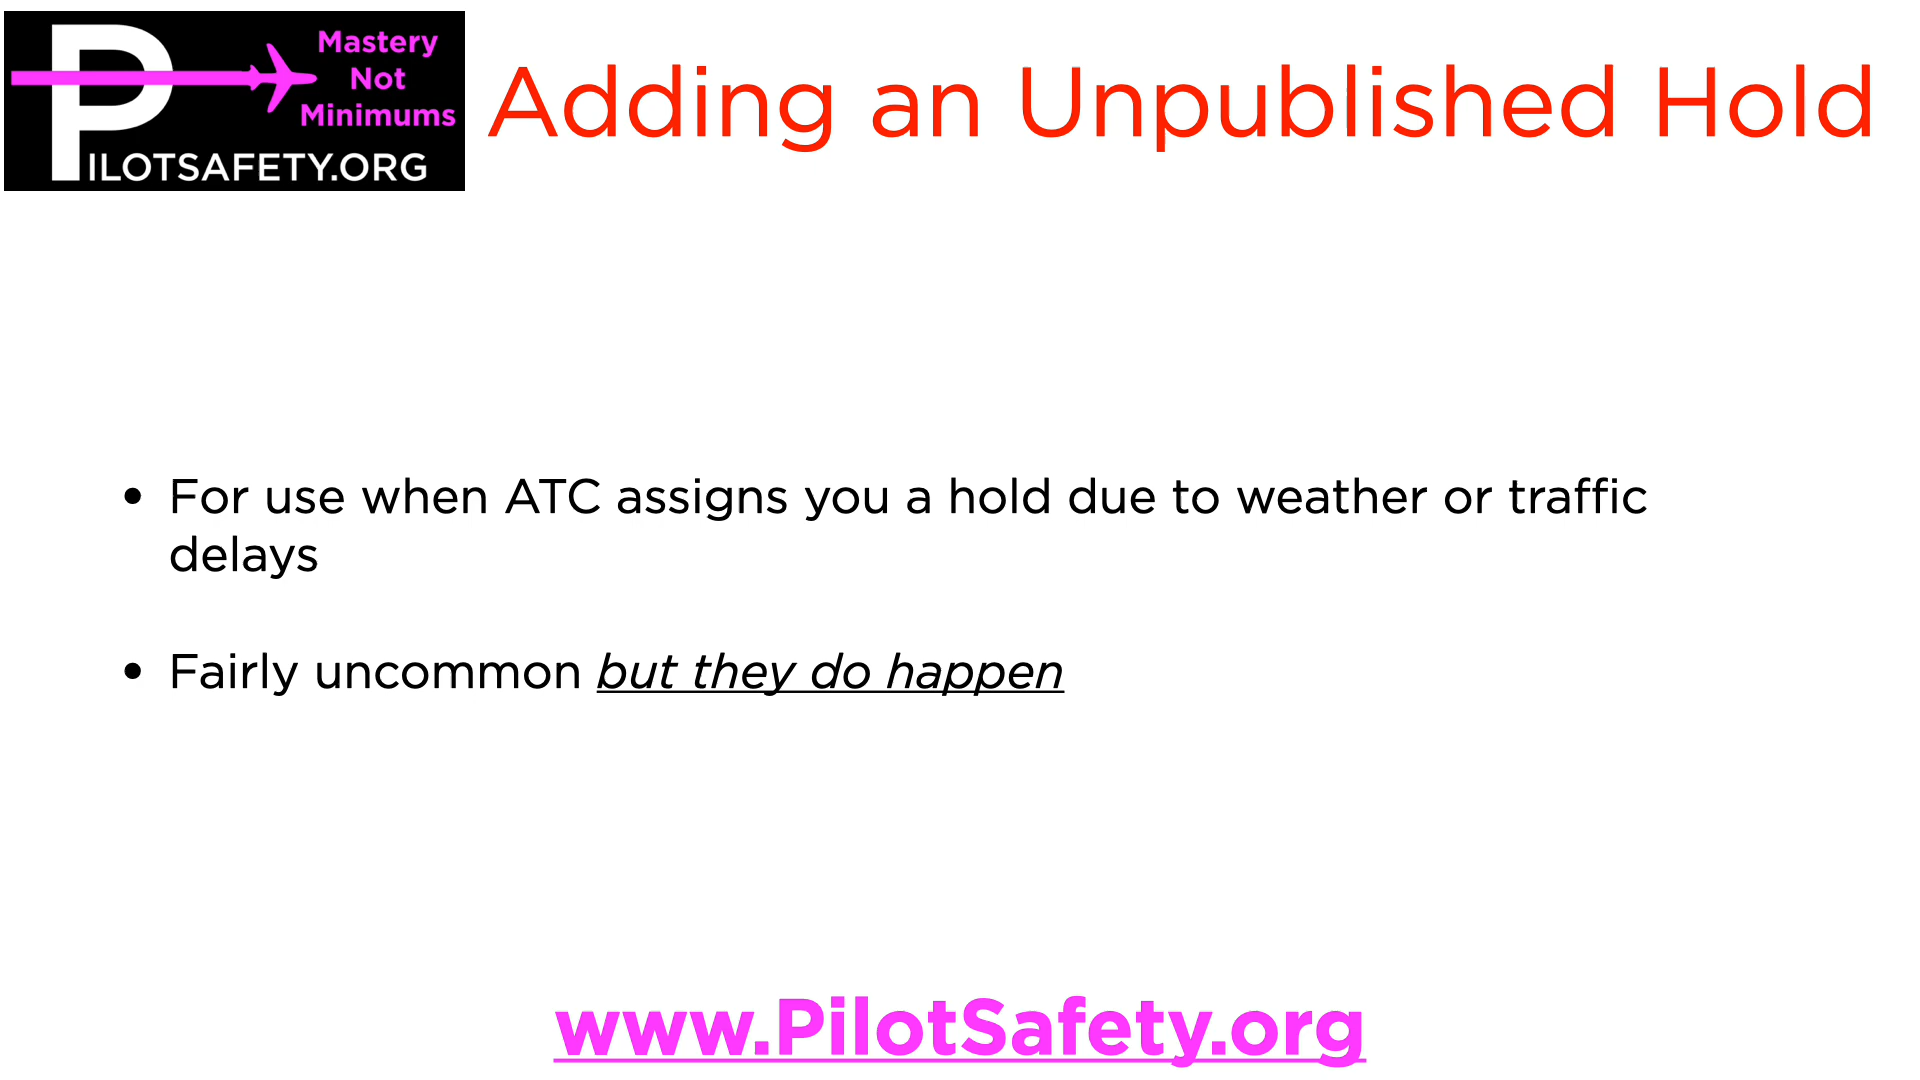 Mastery
Not
Minimums
PILOTSAFETY.ORG
Adding an Unpublished Hold
• For use when ATC assigns you a hold due to weather or traffic
delays
• Fairly uncommon but they do happen
www.PilotSafety.org